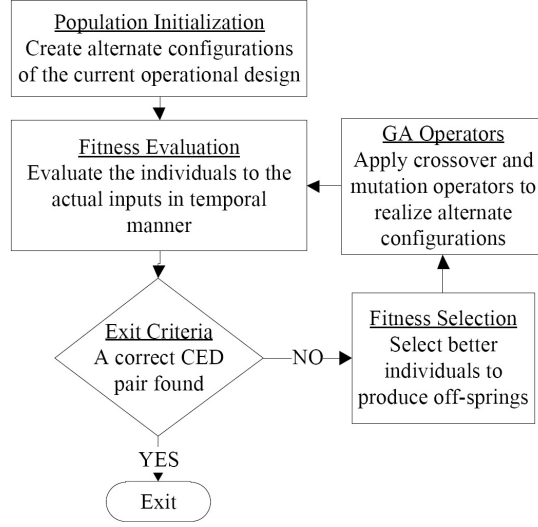 Population Initialization
Create alternate configurations
of the current operational design
Fitness Evaluation
Evaluate the individuals to the
actual inputs in temporal
manner
GA Operators
Apply crossover and
mutation operators to
realize alternate
configurations
Exit Criteria
A correct CED
pair found
NO
Fitness Selection
Select better
individuals to
produce off-springs
YES
Exit